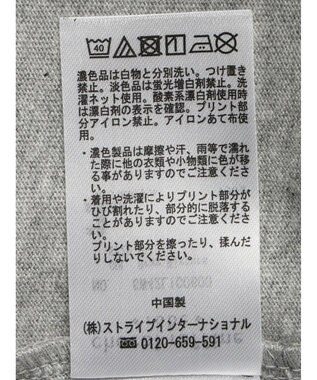 40
濃色品は白物と分別洗い。つけ置き
禁止。淡色品は蛍光増白剤禁止。洗
濯ネット使用。酸素系漂白剤使用時
は漂白剤の表示を確認。プリント部
分アイロン禁止。アイロンあて布使
用。
・濃色製品は摩擦や汗、雨等で濡れ
た際に他の衣類や小物類に色が移
る事がありますのでご注意くださ
い。
・着用や洗濯によりプリント部分が
ひび割れたり、部分的に脱落する
ことがありますのでご注意くださ
い。
プリント部分を擦ったり、揉んだ
りしないでください。
中国製
(株)ストライプインターナショナル
0120-659-591